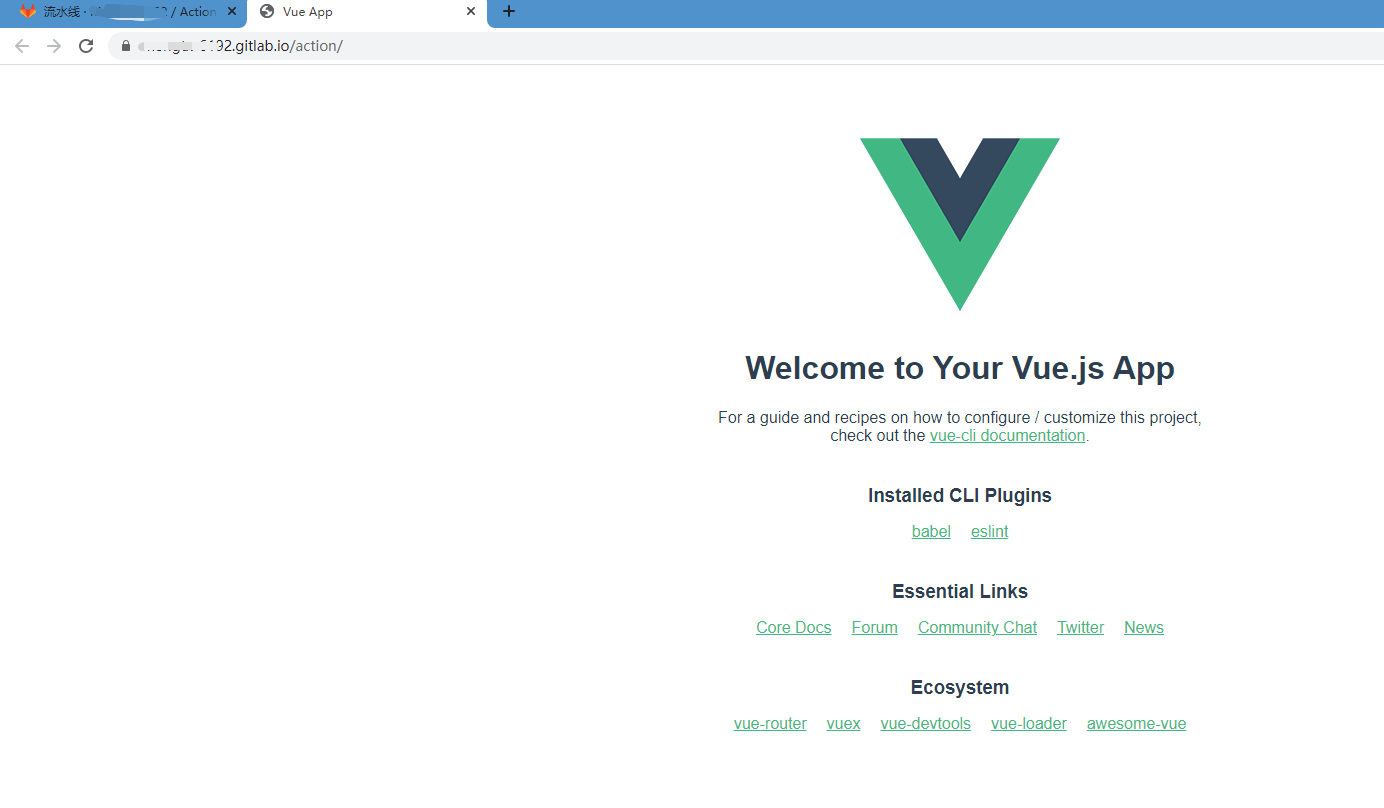 流水线 · / Action
Vue App
192.gitlab.io/action/
Welcome to Your Vue.js App
For a guide and recipes on how to configure / customize this project,
check out the vue-cli documentation.
Installed CLI Plugins
babel eslint
Essential Links
Core Docs Forum Community Chat Twitter News
Ecosystem
vue-router vuex vue-devtools vue-loader awesome-vue